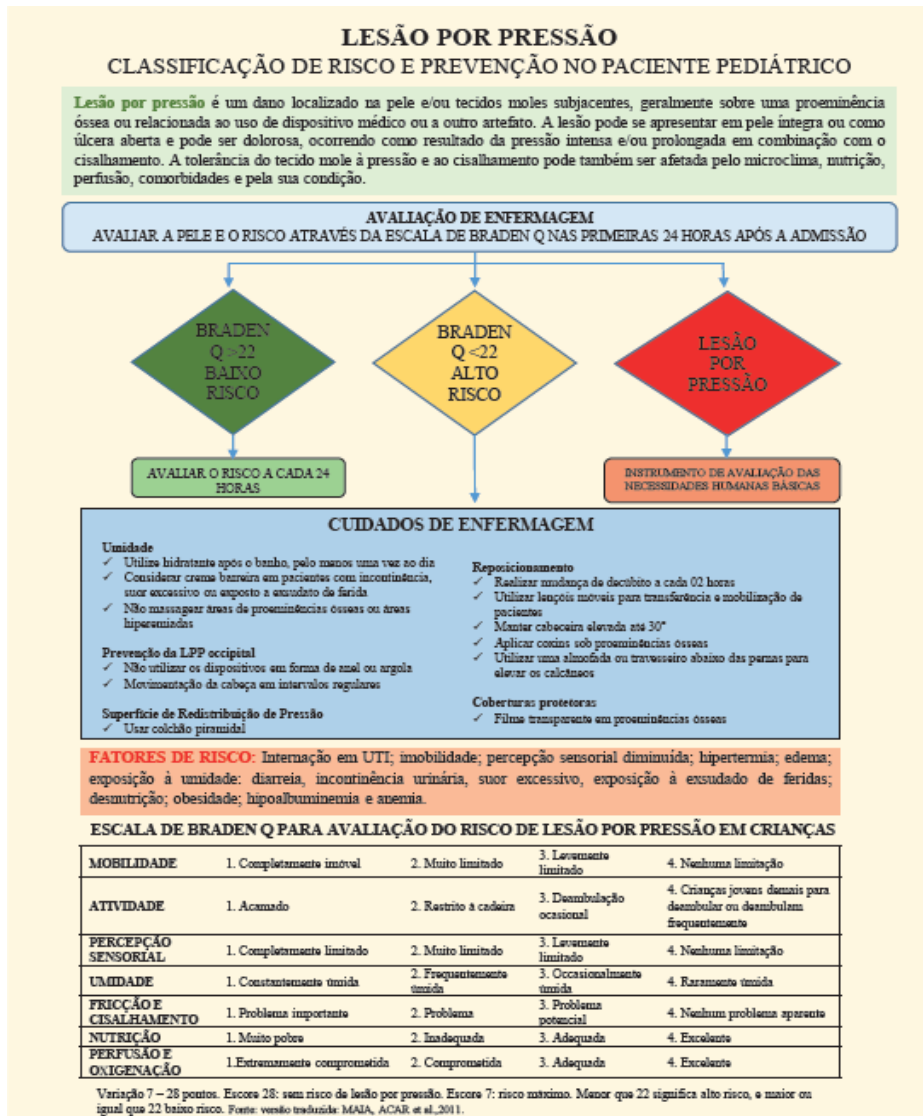 LESÃO POR PRESSÃO
CLASSIFICAÇÃO DE RISCO E PREVENÇÃO NO PACIENTE PEDIÁTRICO
Lesão por pressão é um dano localizado na pele e/ou tecidos moles subjacentes, geralmente sobre uma proeminência
óssea ou relacionada ao uso de dispositivo médico ou a outro artefato. A lesão pode se apresentar em pele íntegra ou como
úlcera aberta e pode ser dolorosa, ocorrendo como resultado da pressão intensa e/ou prolongada em combinação com o
cisalhamento. A tolerância do tecido mole à pressão e ao cisalhamento pode também ser afetada pelo microclima, nutrição,
perfusão, comorbidades e pela sua condição.
AVALIAÇÃO DE ENFERMAGEM
AVALIAR A PELE E O RISCO ATRAVÉS DA ESCALA DE BRADEN Q NAS PRIMEIRAS 24 HORAS APÓS A ADMISSÃO
BRADEN
Q >22
BAIXO
RISCO
BRADEN
Q <22
ALTO
RISCO
LESÃO
POR
PRESSÃO
AVALIAR O RISCO A CADA 24
HORAS
INSTRUMENTO DE AVALIAÇÃO DAS
NECESSIDADES HUMANAS BÁSICAS
CUIDADOS DE ENFERMAGEM
Umidade
✓ Utilize hidratante após o banho, pelo menos uma vez ao dia
✓ Considerar creme barreira em pacientes com incontinência,
suor excessivo ou exposto a exsudato de ferida
✓ Não massagear áreas de proeminências ósseas ou áreas
hiperemiadas
Prevenção da LPP occipital
✓ Não utilizar os dispositivos em forma de anel ou argola
✓ Movimentação da cabeça em intervalos regulares
Superfície de Redistribuição de Pressão
✓ Usar colchão piramidal
Reposicionamento
✓ Realizar mudança de decúbito a cada 02 horas
✓ Utilizar lençóis móveis para transferência e mobilização de
pacientes
✓ Manter cabeceira elevada até 30°
✓ Aplicar coxins sob proeminências ósseas
✓ Utilizar uma almofada ou travesseiro abaixo das pernas para
elevar os calcâneos
Coberturas protetoras
✓ Filme transparente em proeminências ósseas
FATORES DE RISCO: Internação em UTI; imobilidade; percepção sensorial diminuída; hipertermia; edema;
exposição à umidade: diarreia, incontinência urinária, suor excessivo, exposição à exsudato de feridas;
desnutrição; obesidade; hipoalbuminemia e anemia.
ESCALA DE BRADEN Q PARA AVALIAÇÃO DO RISCO DE LESÃO POR PRESSÃO EM CRIANÇAS
MOBILIDADE 1. Completamente imóvel 2. Muito limitado 3. Levemente limitado 4. Nenhuma limitação
ATIVIDADE 1. Acamado 2. Restrito à cadeira 3. Deambulação ocasional 4. Crianças jovens demais para deambular ou deambulam frequentemente
PERCEPÇÃO SENSORIAL 1. Completamente limitado 2. Muito limitado 3. Levemente limitado 4. Nenhuma limitação
UMIDADE 1. Constantemente úmida 2. Frequentemente úmida 3. Occasionalmente úmida 4. Raramente úmida
FRICÇÃO E CISALHAMENTO 1. Problema importante 2. Problema 3. Problema potencial 4. Nenhum problema aparente
NUTRIÇÃO 1. Muito pobre 2. Inadequada 3. Adequada 4. Excelente
PERFUSÃO E OXIGENAÇÃO 1.Extremamente comprometida 2. Comprometida 3. Adequada 4. Excelente
Variação 7 – 28 pontos. Escore 28: sem risco de lesão por pressão. Escore 7: risco máximo. Menor que 22 significa alto risco, e maior ou
igual que 22 baixo risco. Fonte: versão traduzida: MAIA, ACAR et al.,2011.